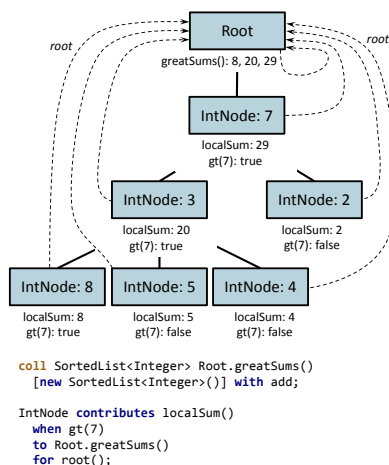 root
Root
root
greatSums(): 8, 20, 29
IntNode: 7
localSum: 29
gt(7): true
IntNode: 3
IntNode: 2
localSum: 20
gt(7): true
localSum: 2
gt(7): false
IntNode: 8
IntNode: 5
IntNode: 4
localSum: 8
gt(7): true
localSum: 5
gt(7): false
localSum: 4
gt(7): false
coll SortedList<Integer> Root.greatSums()
[new SortedList<Integer>()] with add;
IntNode contributes localSum()
when gt(7)
to Root.greatSums()
for root();